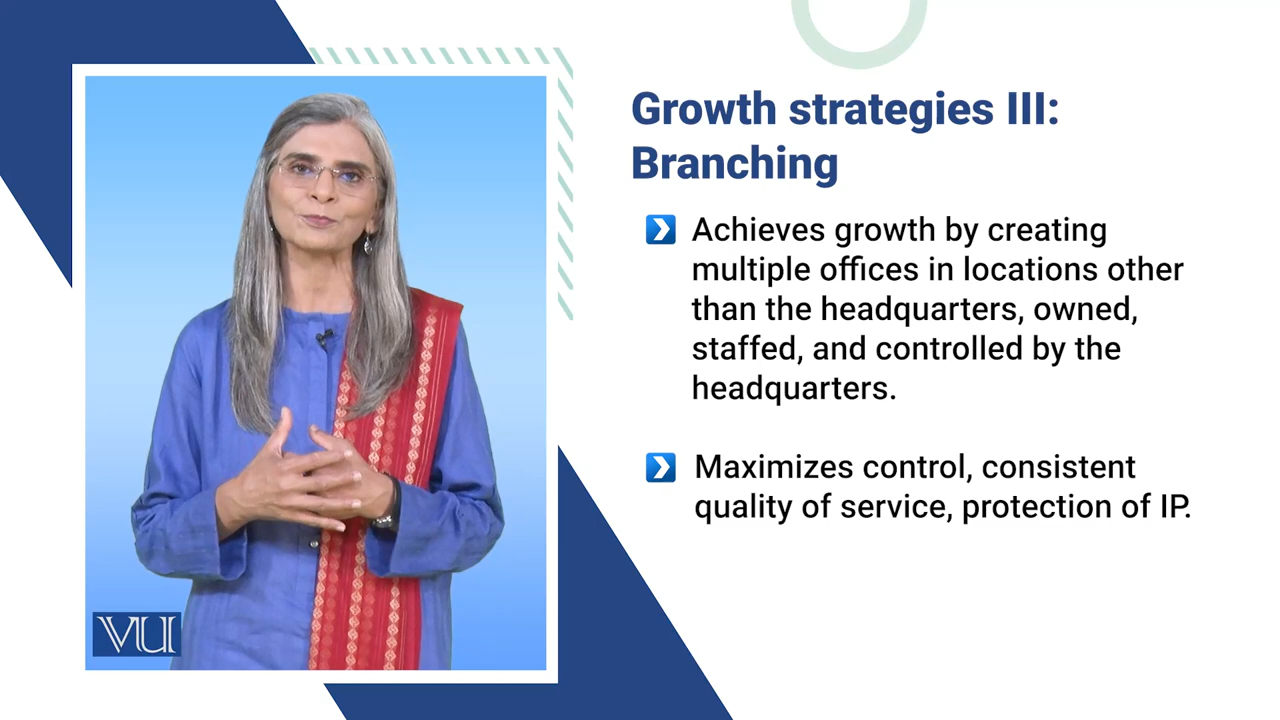 Growth strategies III:
Branching
Achieves growth by creating
multiple offices in locations other
than the headquarters, owned,
staffed, and controlled by the
headquarters.
Maximizes control, consistent
quality of service, protection of IP.
VU